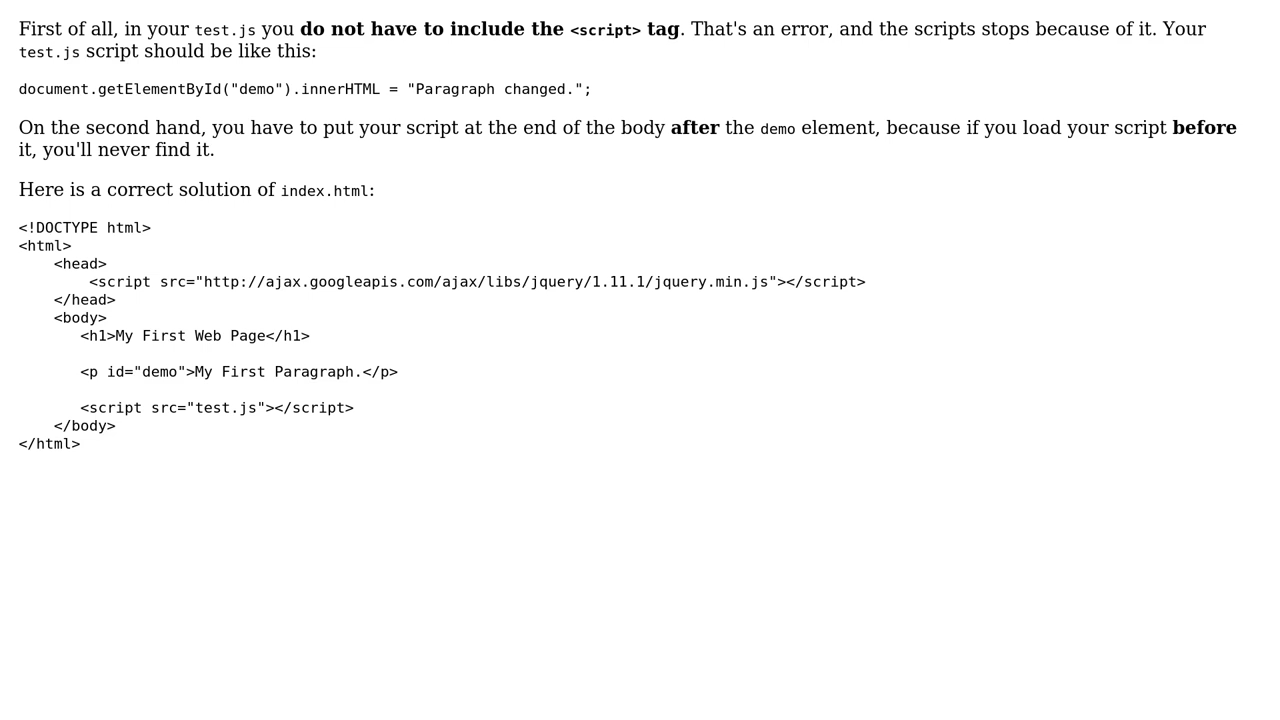 First of all, in your test.js you do not have to include the <script> tag. That's an error, and the scripts stops because of it. Your
test.js script should be like this:
document.getElementById("demo").innerHTML = "Paragraph changed.";
On the second hand, you have to put your script at the end of the body after the demo element, because if you load your script before
it, you'll never find it.
Here is a correct solution of index.html:
<!DOCTYPE html>
<html>
    <head>
        <script src="http://ajax.googleapis.com/ajax/libs/jquery/1.11.1/jquery.min.js"></script>
    </head>
    <body>
       <h1>My First Web Page</h1>
       <p id="demo">My First Paragraph.</p>
       <script src="test.js"></script>
    </body>
</html>